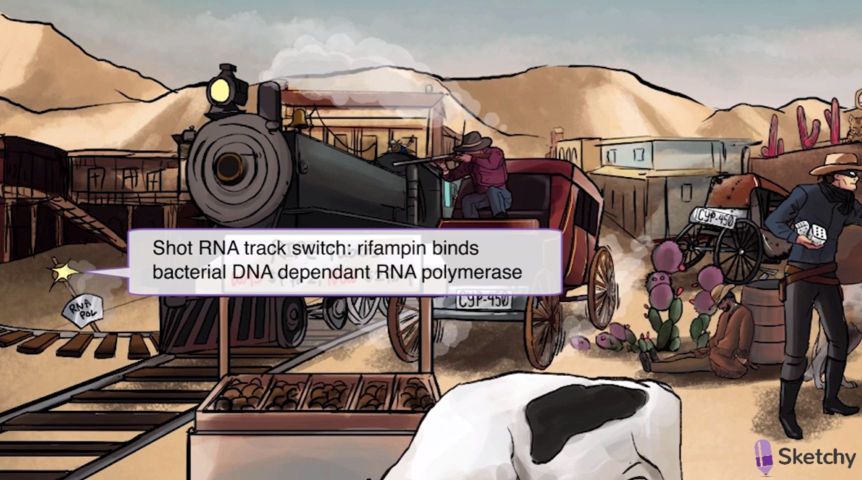 Shot RNA track switch: rifampin binds
bacterial DNA dependant RNA polymerase
RNA
POL
CYP-450
CYP-450
Sketchy